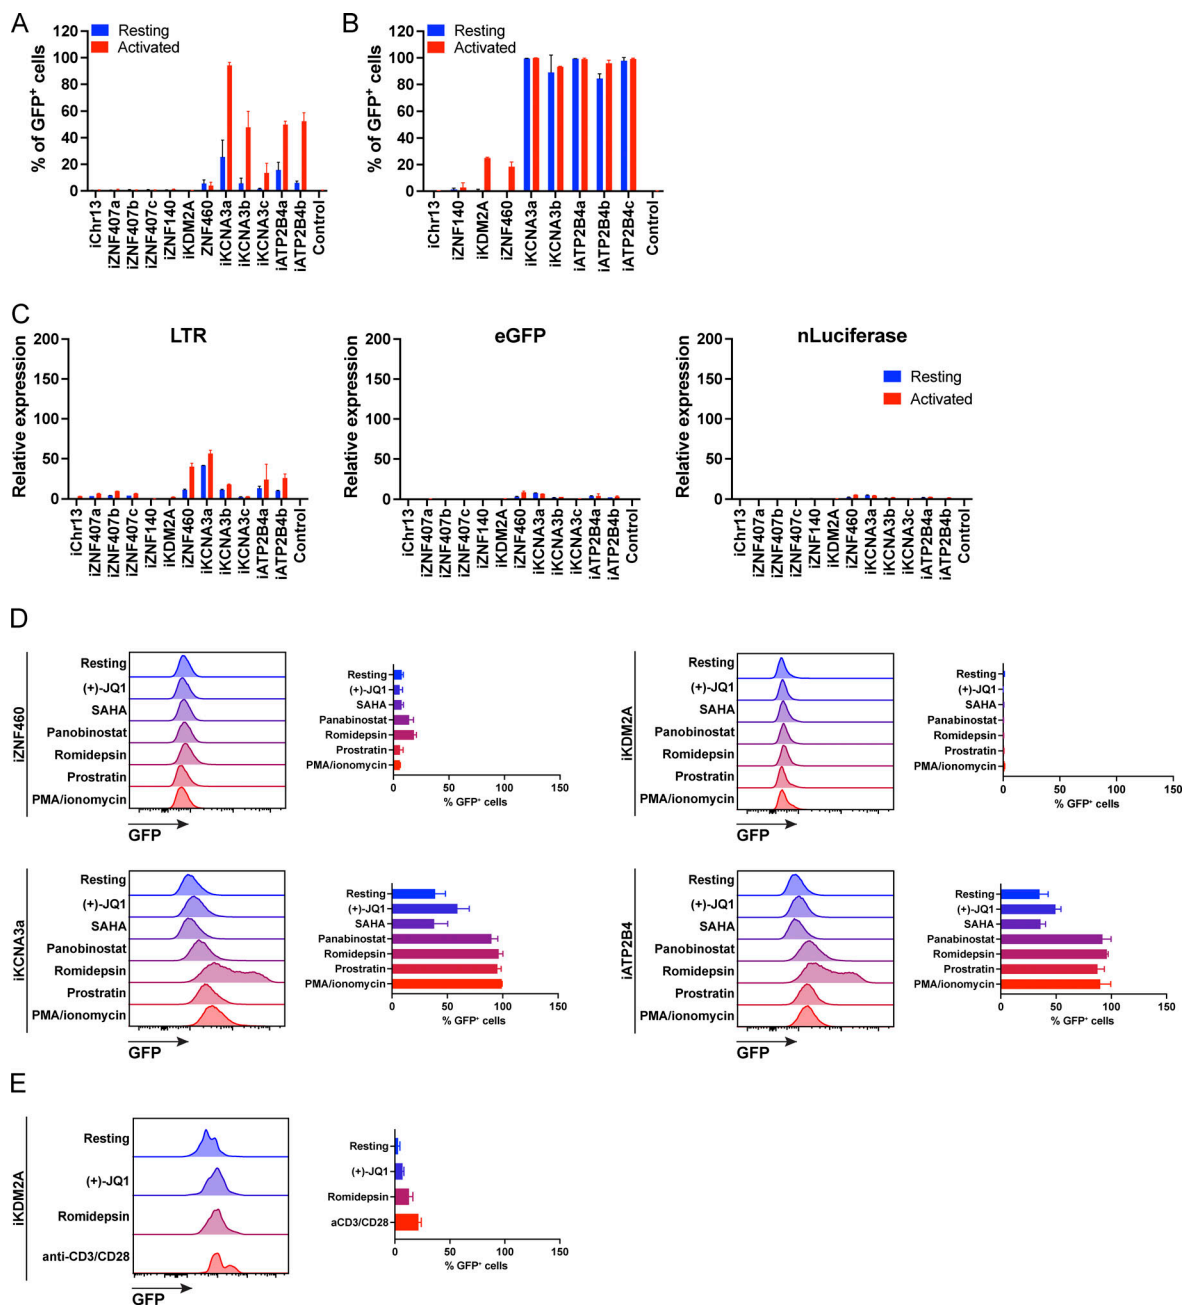 A
120
100
80
60
40
20
0
% of GFP+ cells
Resting
Activated
iChr13
iZNF407a
iZNF407b
iZNF407c
iZNF140
iKDM2A
ZNF460
iKCNA3a
iKCNA3b
iKCNA3c
iATP2B4a
iATP2B4b
Control
B
120
100
80
60
40
20
0
% of GFP+ cells
Resting
Activated
iChr13
iZNF140
iKDM2A
iZNF460
iKCNA3a
iKCNA3b
iATP2B4a
iATP2B4b
iATP2B4c
Control
C
LTR
200
150
100
50
0
Relative expression
iChr13
iZNF407a
iZNF407b
iZNF407c
iZNF140
iKDM2A
iZNF460
iKCNA3a
iKCNA3b
iKCNA3c
iATP2B4a
iATP2B4b
Control
eGFP
200
150
100
50
0
Relative expression
iChr13
iZNF407a
iZNF407b
iZNF407c
iZNF140
iKDM2A
iZNF460
iKCNA3a
iKCNA3b
iKCNA3c
iATP2B4a
iATP2B4b
Control
nLuciferase
200
150
100
50
0
Relative expression
Resting
Activated
iChr13
iZNF407a
iZNF407b
iZNF407c
iZNF140
iKDM2A
iZNF460
iKCNA3a
iKCNA3b
iKCNA3c
iATP2B4a
iATP2B4b
Control
D
iZNF460
Resting
(+)-JQ1
SAHA
Panobinostat
Romidepsin
Prostratin
PMA/ionomycin
GFP
Resting
(+)-JQ1
SAHA
Panabinostat
Romidepsin
Prostratin
PMA/ionomycin
0 50 100 150
% GFP+ cells
iKDM2A
Resting
(+)-JQ1
SAHA
Panobinostat
Romidepsin
Prostratin
PMA/ionomycin
GFP
Resting
(+)-JQ1
SAHA
Panabinostat
Romidepsin
Prostratin
PMA/ionomycin
0 50 100 150
% GFP+ cells
iKCNA3a
Resting
(+)-JQ1
SAHA
Panobinostat
Romidepsin
Prostratin
PMA/ionomycin
GFP
Resting
(+)-JQ1
SAHA
Panabinostat
Romidepsin
Prostratin
PMA/ionomycin
0 50 100 150
% GFP+ cells
iATP2B4
Resting
(+)-JQ1
SAHA
Panobinostat
Romidepsin
Prostratin
PMA/ionomycin
GFP
Resting
(+)-JQ1
SAHA
Panabinostat
Romidepsin
Prostratin
PMA/ionomycin
0 50 100 150
% GFP+ cells
E
iKDM2A
Resting
(+)-JQ1
Romidepsin
anti-CD3/CD28
GFP
Resting
(+)-JQ1
Romidepsin
aCD3/CD28
0 50 100 150
% GFP+ cells